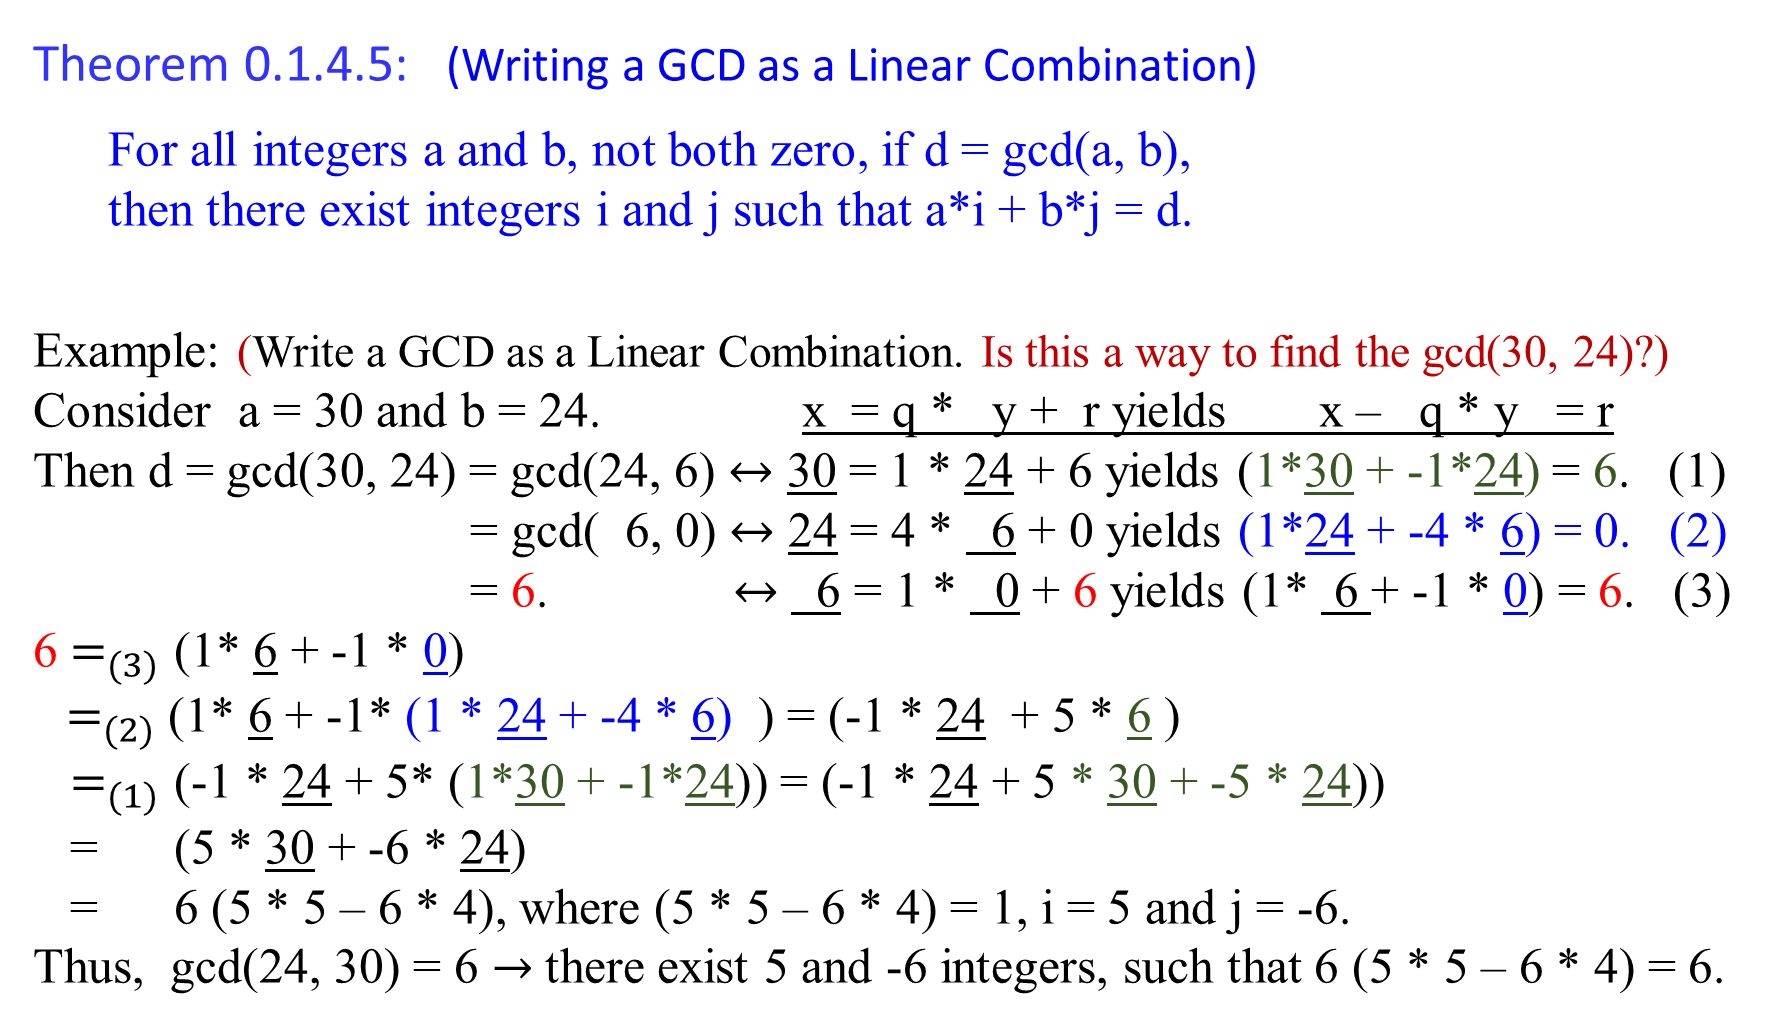 Theorem 0.1.4.5: (Writing a GCD as a Linear Combination)
For all integers a and b, not both zero, if d = gcd(a, b),
then there exist integers i and j such that a*i + b*j = d.
Example: (Write a GCD as a Linear Combination. Is this a way to find the gcd(30, 24)?)
Consider a = 30 and b = 24. x = q * y + r yields x – q * y = r
Then d = gcd(30, 24) = gcd(24, 6) ↔ 30 = 1 * 24 + 6 yields (1*30 + -1*24) = 6. (1)
= gcd( 6, 0) ↔ 24 = 4 * 6 + 0 yields (1*24 + -4 * 6) = 0. (2)
= 6. ↔ 6 = 1 * 0 + 6 yields (1* 6 + -1 * 0) = 6. (3)
6 =(3) (1* 6 + -1 * 0)
=(2) (1* 6 + -1* (1 * 24 + -4 * 6) ) = (-1 * 24 + 5 * 6 )
=(1) (-1 * 24 + 5* (1*30 + -1*24)) = (-1 * 24 + 5 * 30 + -5 * 24))
= (5 * 30 + -6 * 24)
= 6 (5 * 5 – 6 * 4), where (5 * 5 – 6 * 4) = 1, i = 5 and j = -6.
Thus, gcd(24, 30) = 6 → there exist 5 and -6 integers, such that 6 (5 * 5 – 6 * 4) = 6.